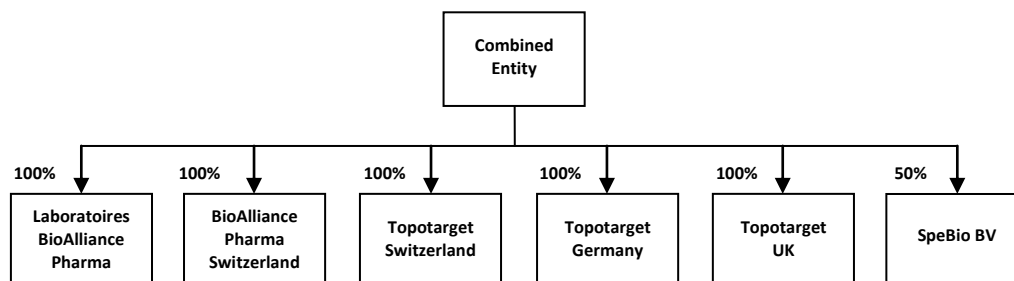 Combined
Entity
100%
100%
100%
100%
100%
50%
Laboratoires
BioAlliance
Pharma
BioAlliance
Pharma
Switzerland
Topotarget
Switzerland
Topotarget
Germany
Topotarget
UK
SpeBio BV